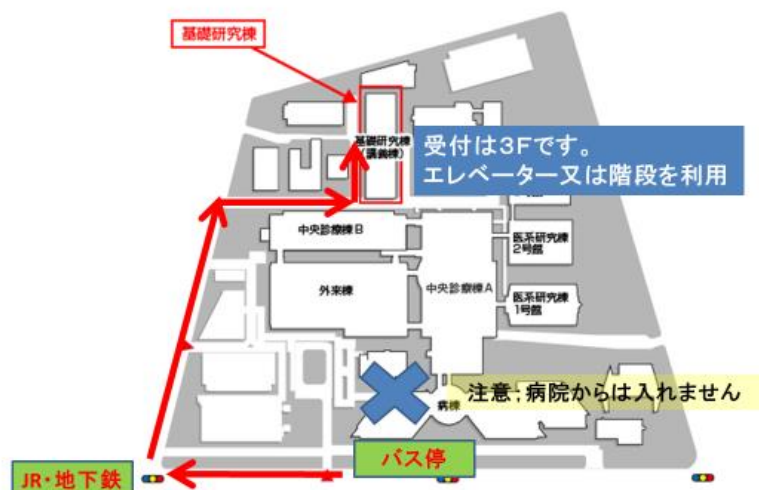 基礎研究棟
基礎研究棟
(講義棟)
受付は3Fです。
エレベーター又は階段を利用
中央診療棟B
医系研究棟
2号館
外来棟
中央診療棟A
医系研究棟
1号館
注意；病院からは入れません
病棟
バス停
JR・地下鉄